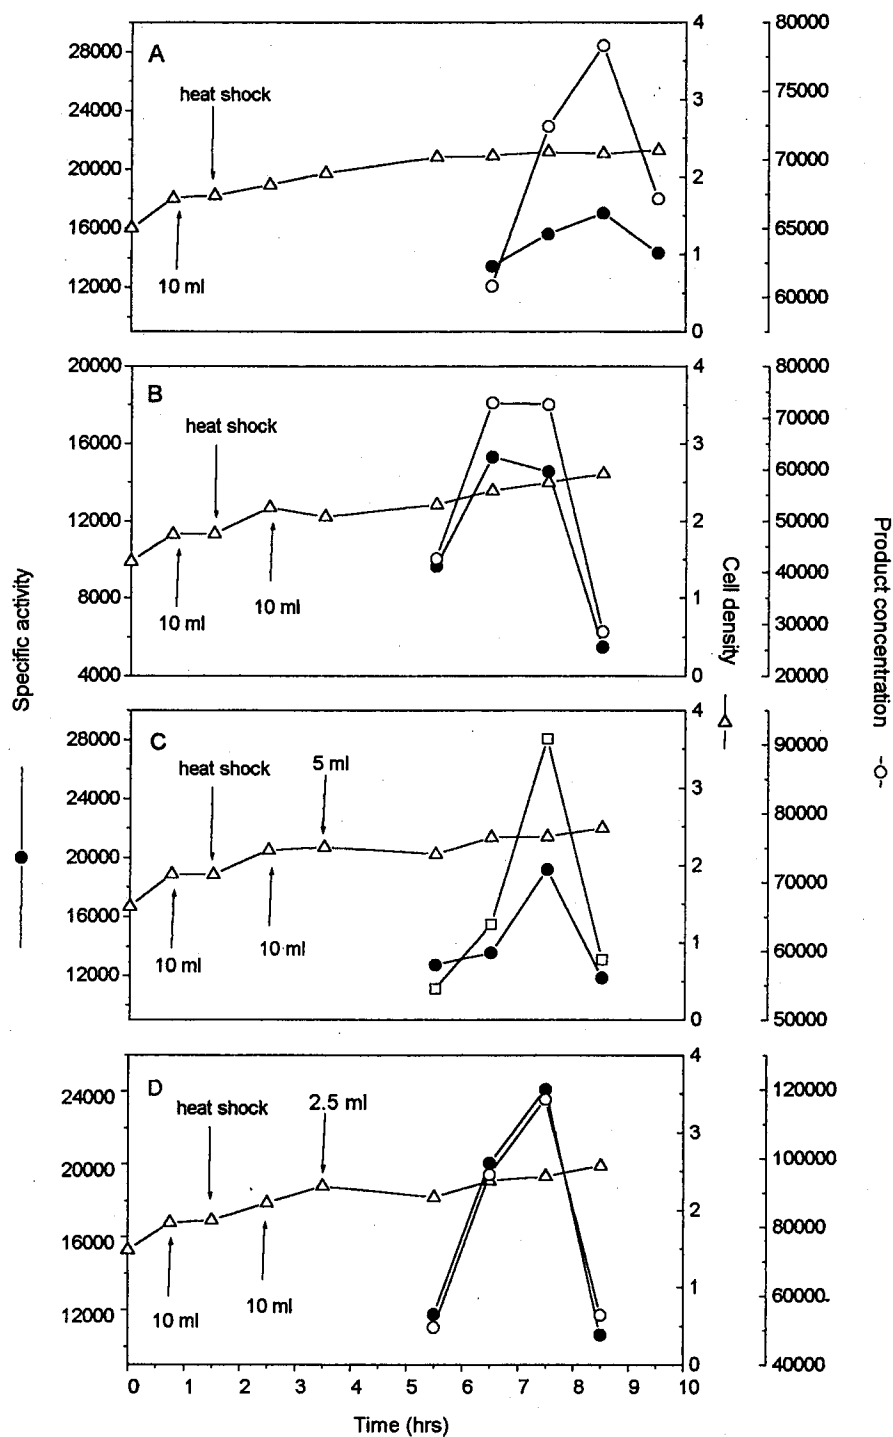 A
heat shock
10 ml
28000
24000
20000
16000
12000
4
3
2
1
0
80000
75000
70000
65000
60000
B
heat shock
10 ml
10 ml
20000
16000
12000
8000
4000
4
3
2
1
0
80000
70000
60000
50000
40000
30000
20000
C
heat shock
5 ml
10 ml
10 ml
28000
24000
20000
16000
12000
4
3
2
1
0
90000
80000
70000
60000
50000
D
heat shock
2.5 ml
10 ml
10 ml
24000
20000
16000
12000
4
3
2
1
0
120000
100000
80000
60000
40000
0 1 2 3 4 5 6 7 8 9 10
Time (hrs)
Specific activity
Cell density
Product concentration